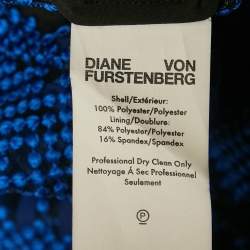 DIANE VON
FURSTENBERG
Shell/Extérieur:
100% Polyester/Polyester
Lining/Doublure:
84% Polyester/Polyester
16% Spandex/Spandex
Professional Dry Clean Only
Nettoyage Á Sec Professionnel
Seulement
P